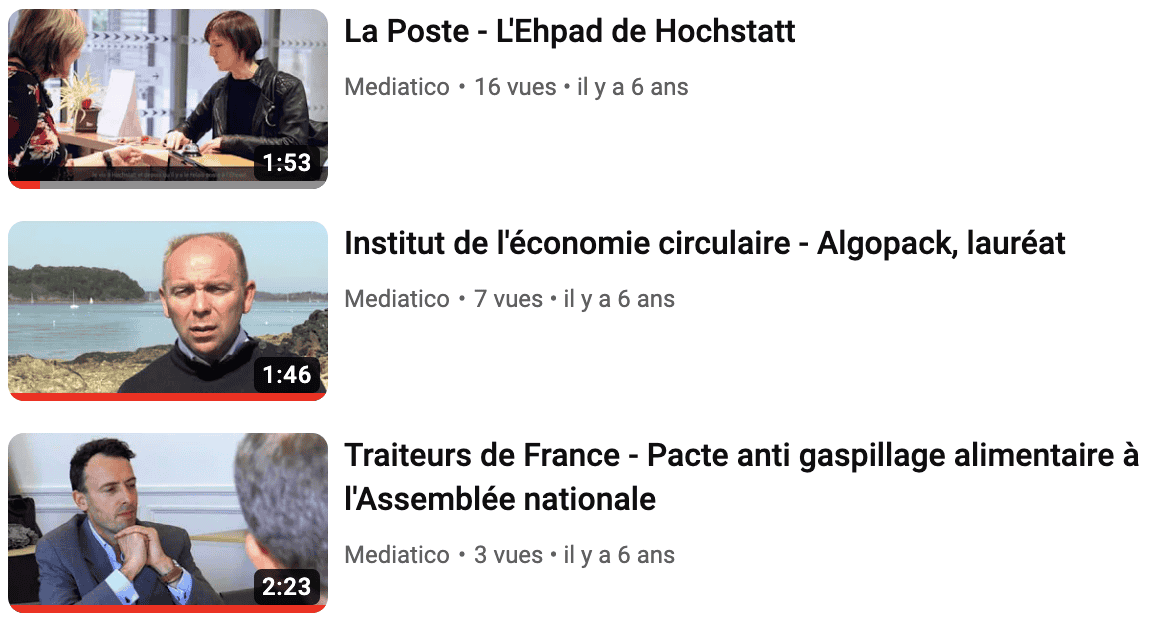 La Poste - L'Ehpad de Hochstatt
Mediatico • 16 vues • il y a 6 ans
1:53
Institut de l'économie circulaire - Algopack, lauréat
Mediatico • 7 vues • il y a 6 ans
1:46
Traiteurs de France - Pacte anti gaspillage alimentaire à
l'Assemblée nationale
Mediatico • 3 vues • il y a 6 ans
2:23